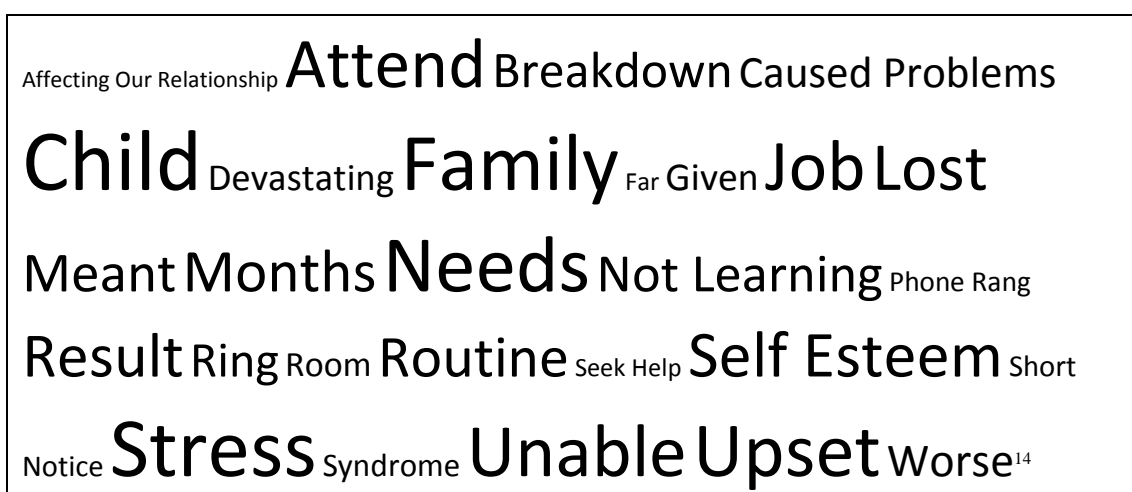 Affecting Our Relationship Attend Breakdown Caused Problems
Child Devastating Family Far Given Job Lost
Meant Months Needs Not Learning Phone Rang
Result Ring Room Routine Seek Help Self Esteem Short
Notice Stress Syndrome Unable Upset Worse14